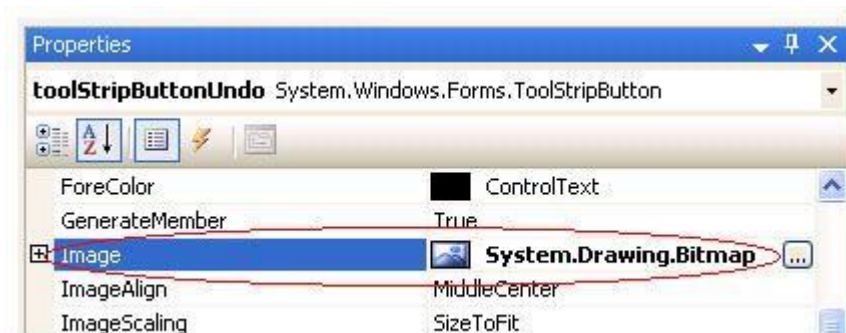 Properties
toolStripButtonUndo System.Windows.Forms.ToolStripButton
A
Z
ForeColor ControlText
GenerateMember True
Image System.Drawing.Bitmap ...
ImageAlign MiddleCenter
ImageScaling SizeToFit